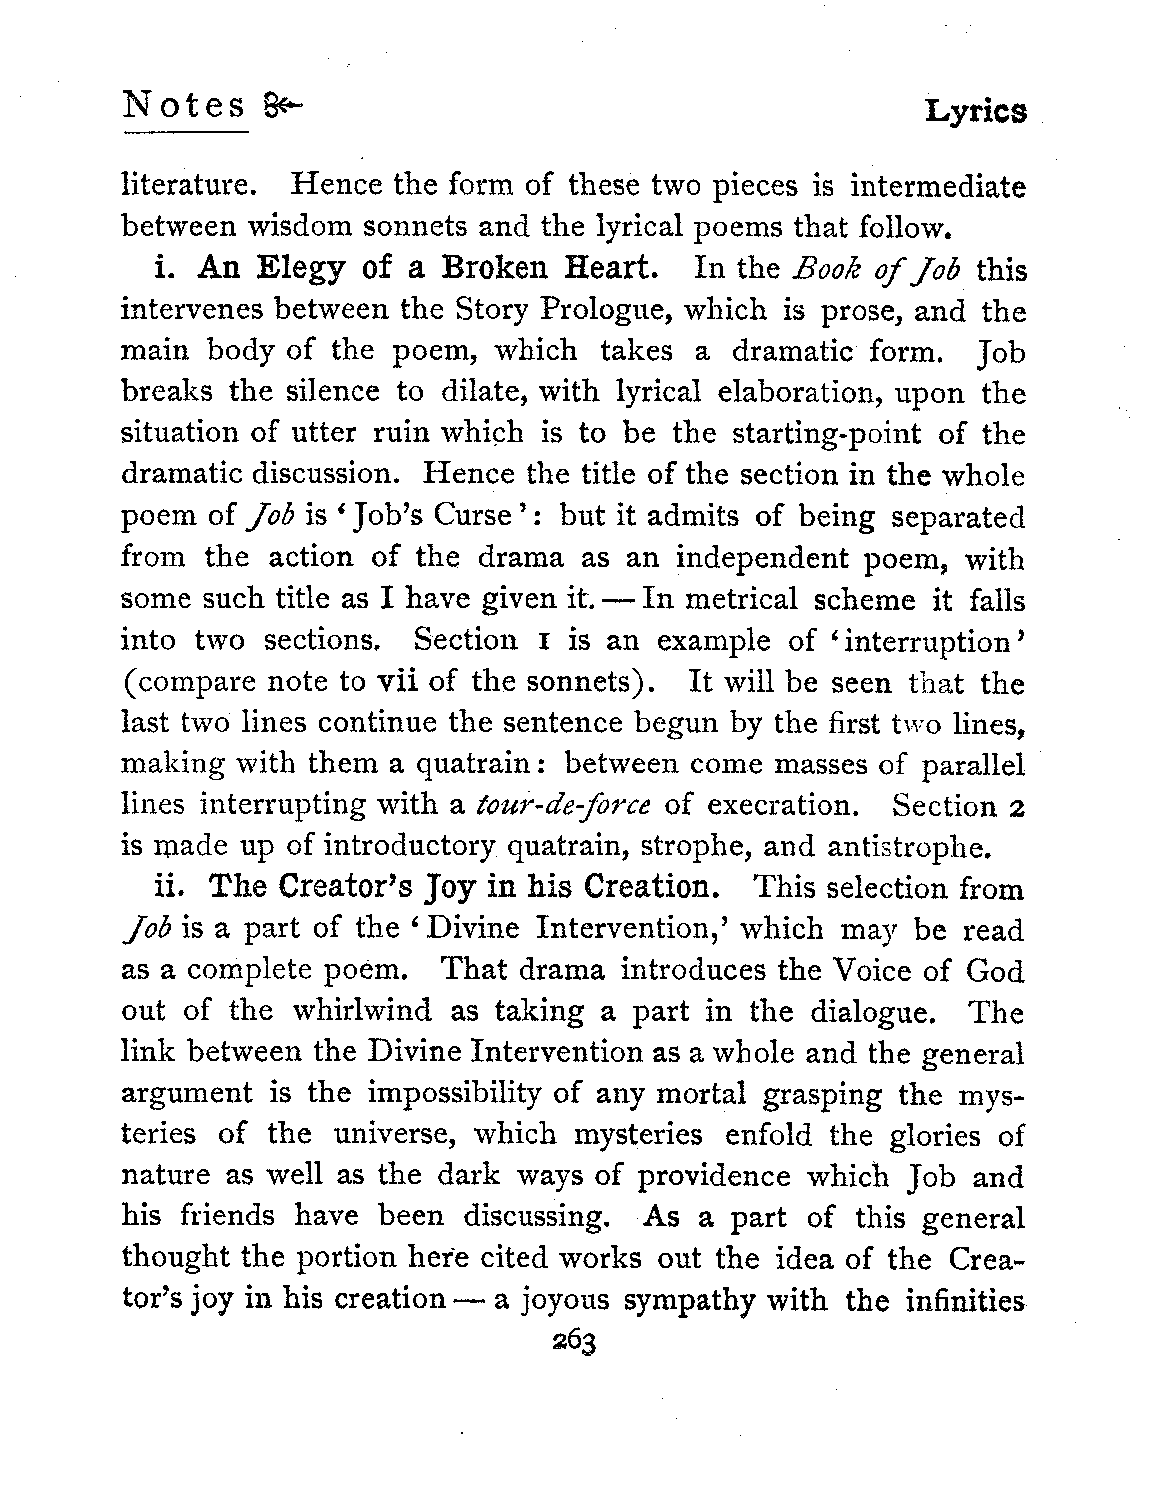 Notes
Lyrics
literature. Hence the form of these two pieces is intermediate
between wisdom sonnets and the lyrical poems that follow.
i. An Elegy of a Broken Heart. In the Book of Job this
intervenes between the Story Prologue, which is prose, and the
main body of the poem, which takes a dramatic form. Job
breaks the silence to dilate, with lyrical elaboration, upon the
situation of utter ruin which is to be the starting-point of the
dramatic discussion. Hence the title of the section in the whole
poem of Job is ‘Job’s Curse’: but it admits of being separated
from the action of the drama as an independent poem, with
some such title as I have given it.—In metrical scheme it falls
into two sections. Section 1 is an example of ‘interruption’
(compare note to vii of the sonnets). It will be seen that the
last two lines continue the sentence begun by the first two lines,
making with them a quatrain: between come masses of parallel
lines interrupting with a tour-de-force of execration. Section 2
is made up of introductory quatrain, strophe, and antistrophe.
ii. The Creator’s Joy in his Creation. This selection from
Job is a part of the ‘Divine Intervention,’ which may be read
as a complete poem. That drama introduces the Voice of God
out of the whirlwind as taking a part in the dialogue. The
link between the Divine Intervention as a whole and the general
argument is the impossibility of any mortal grasping the mys-
teries of the universe, which mysteries enfold the glories of
nature as well as the dark ways of providence which Job and
his friends have been discussing. As a part of this general
thought the portion here cited works out the idea of the Crea-
tor’s joy in his creation — a joyous sympathy with the infinities
263